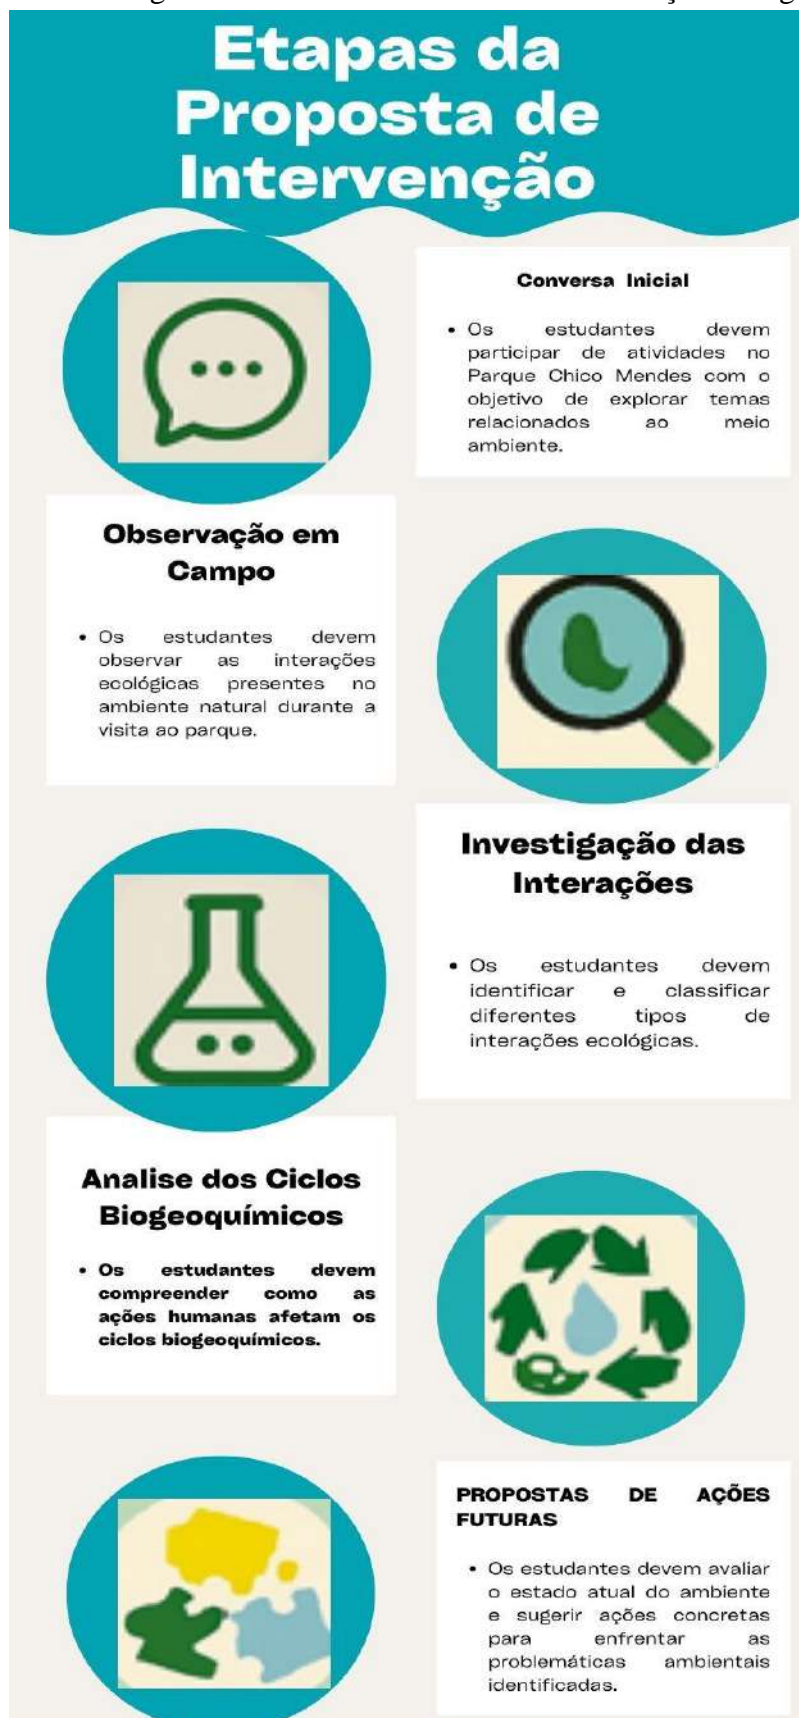 Etapas da
Proposta de
Intervenção
Conversa Inicial
• Os estudantes devem
participar de atividades no
Parque Chico Mendes com o
objetivo de explorar temas
relacionados ao meio
ambiente.
Observação em
Campo
• Os estudantes devem
observar as interações
ecológicas presentes no
ambiente natural durante a
visita ao parque.
Investigação das
Interações
• Os estudantes devem
identificar e classificar
diferentes tipos de
interações ecológicas.
Analise dos Ciclos
Biogeoquímicos
• Os estudantes devem
compreender como as
ações humanas afetam os
ciclos biogeoquímicos.
PROPOSTAS DE AÇÕES
FUTURAS
• Os estudantes devem avaliar
o estado atual do ambiente
e sugerir ações concretas
para enfrentar as
problemáticas ambientais
identificadas.